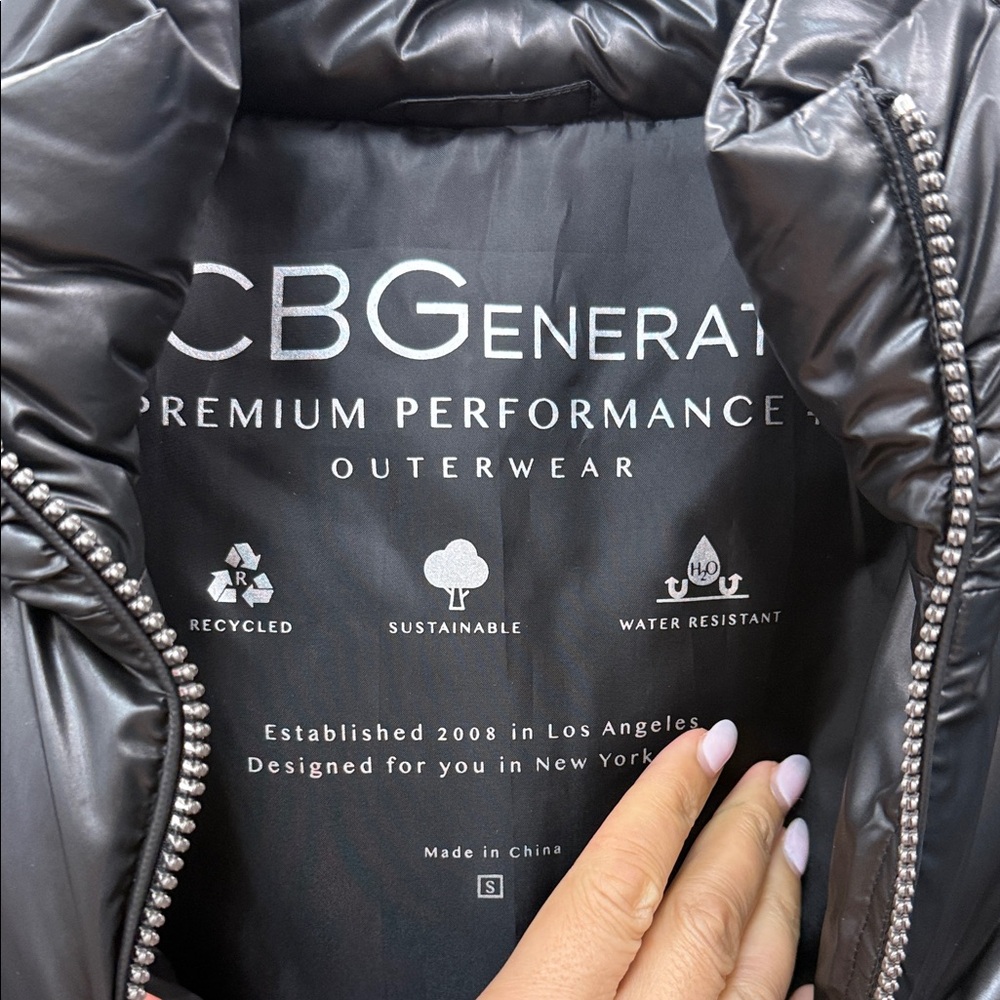 CBGENERAT
PREMIUM PERFORMANCE +
OUTERWEAR
R
H2O
RECYCLED
SUSTAINABLE
WATER RESISTANT
Established 2008 in Los Angeles
Designed for you in New York
Made in China
S